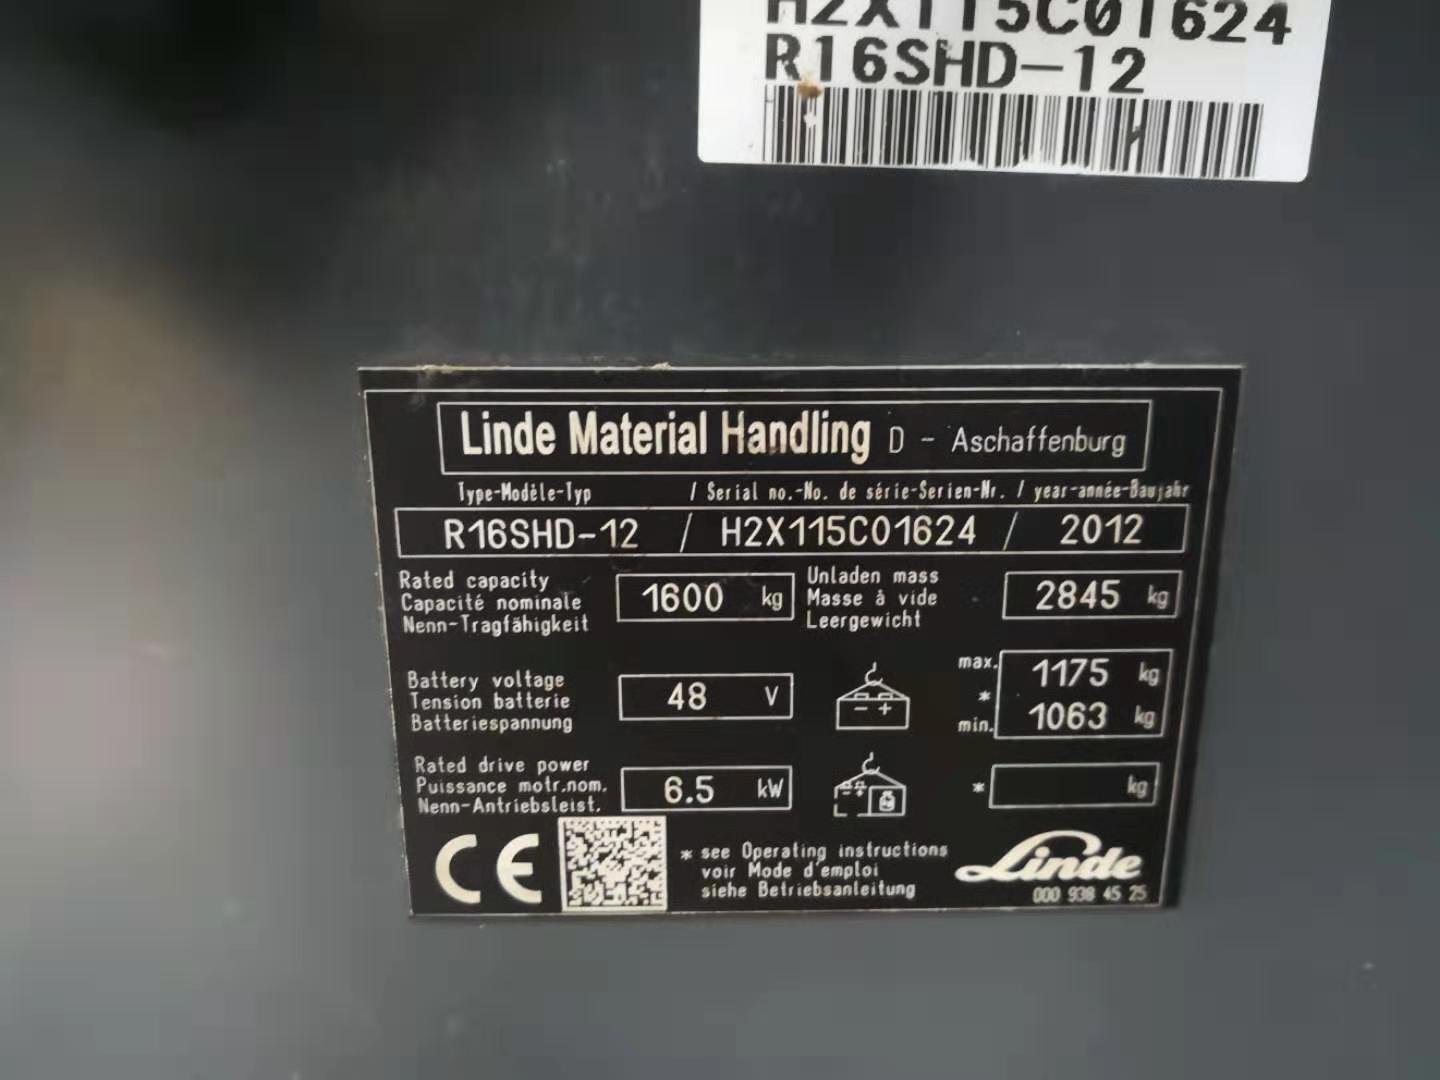 H2X115C01624
R16SHD-12
Linde Material Handling D - Aschaffenburg
Type-Modèle-Typ / Serial no.-No. de série-Serien-Nr. / year-année-Baujahr
R16SHD-12 / H2X115C01624 / 2012
Rated capacity
Capacité nominale
Nenn-Tragfähigkeit
1600 kg
Unladen mass
Masse à vide
Leergewicht
2845 kg
Battery voltage
Tension batterie
Batteriespannung
48 V
- +
max.
*
min.
1175 kg
1063 kg
Rated drive power
Puissance motr.nom.
Nenn-Antriebsleist.
6.5 kW
* kg
CE
* see Operating instructions
voir Mode d'emploi
siehe Betriebsanleitung
Linde
000 938 45 25